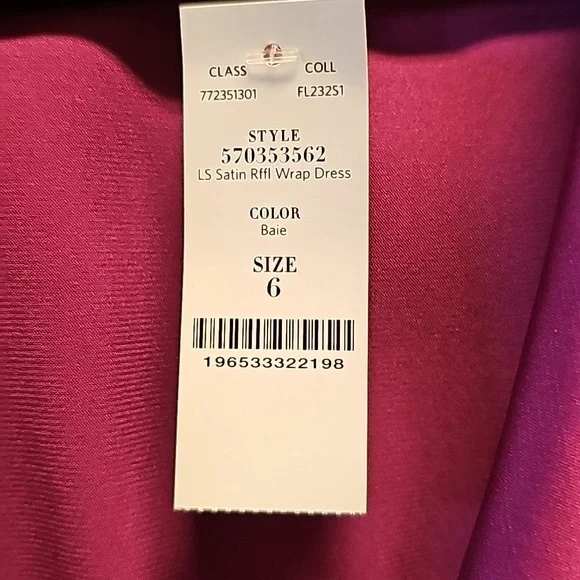 CLASS COLL
772351301 FL232S1
STYLE
570353562
LS Satin Rffl Wrap Dress
COLOR
Baie
SIZE
6
196533322198